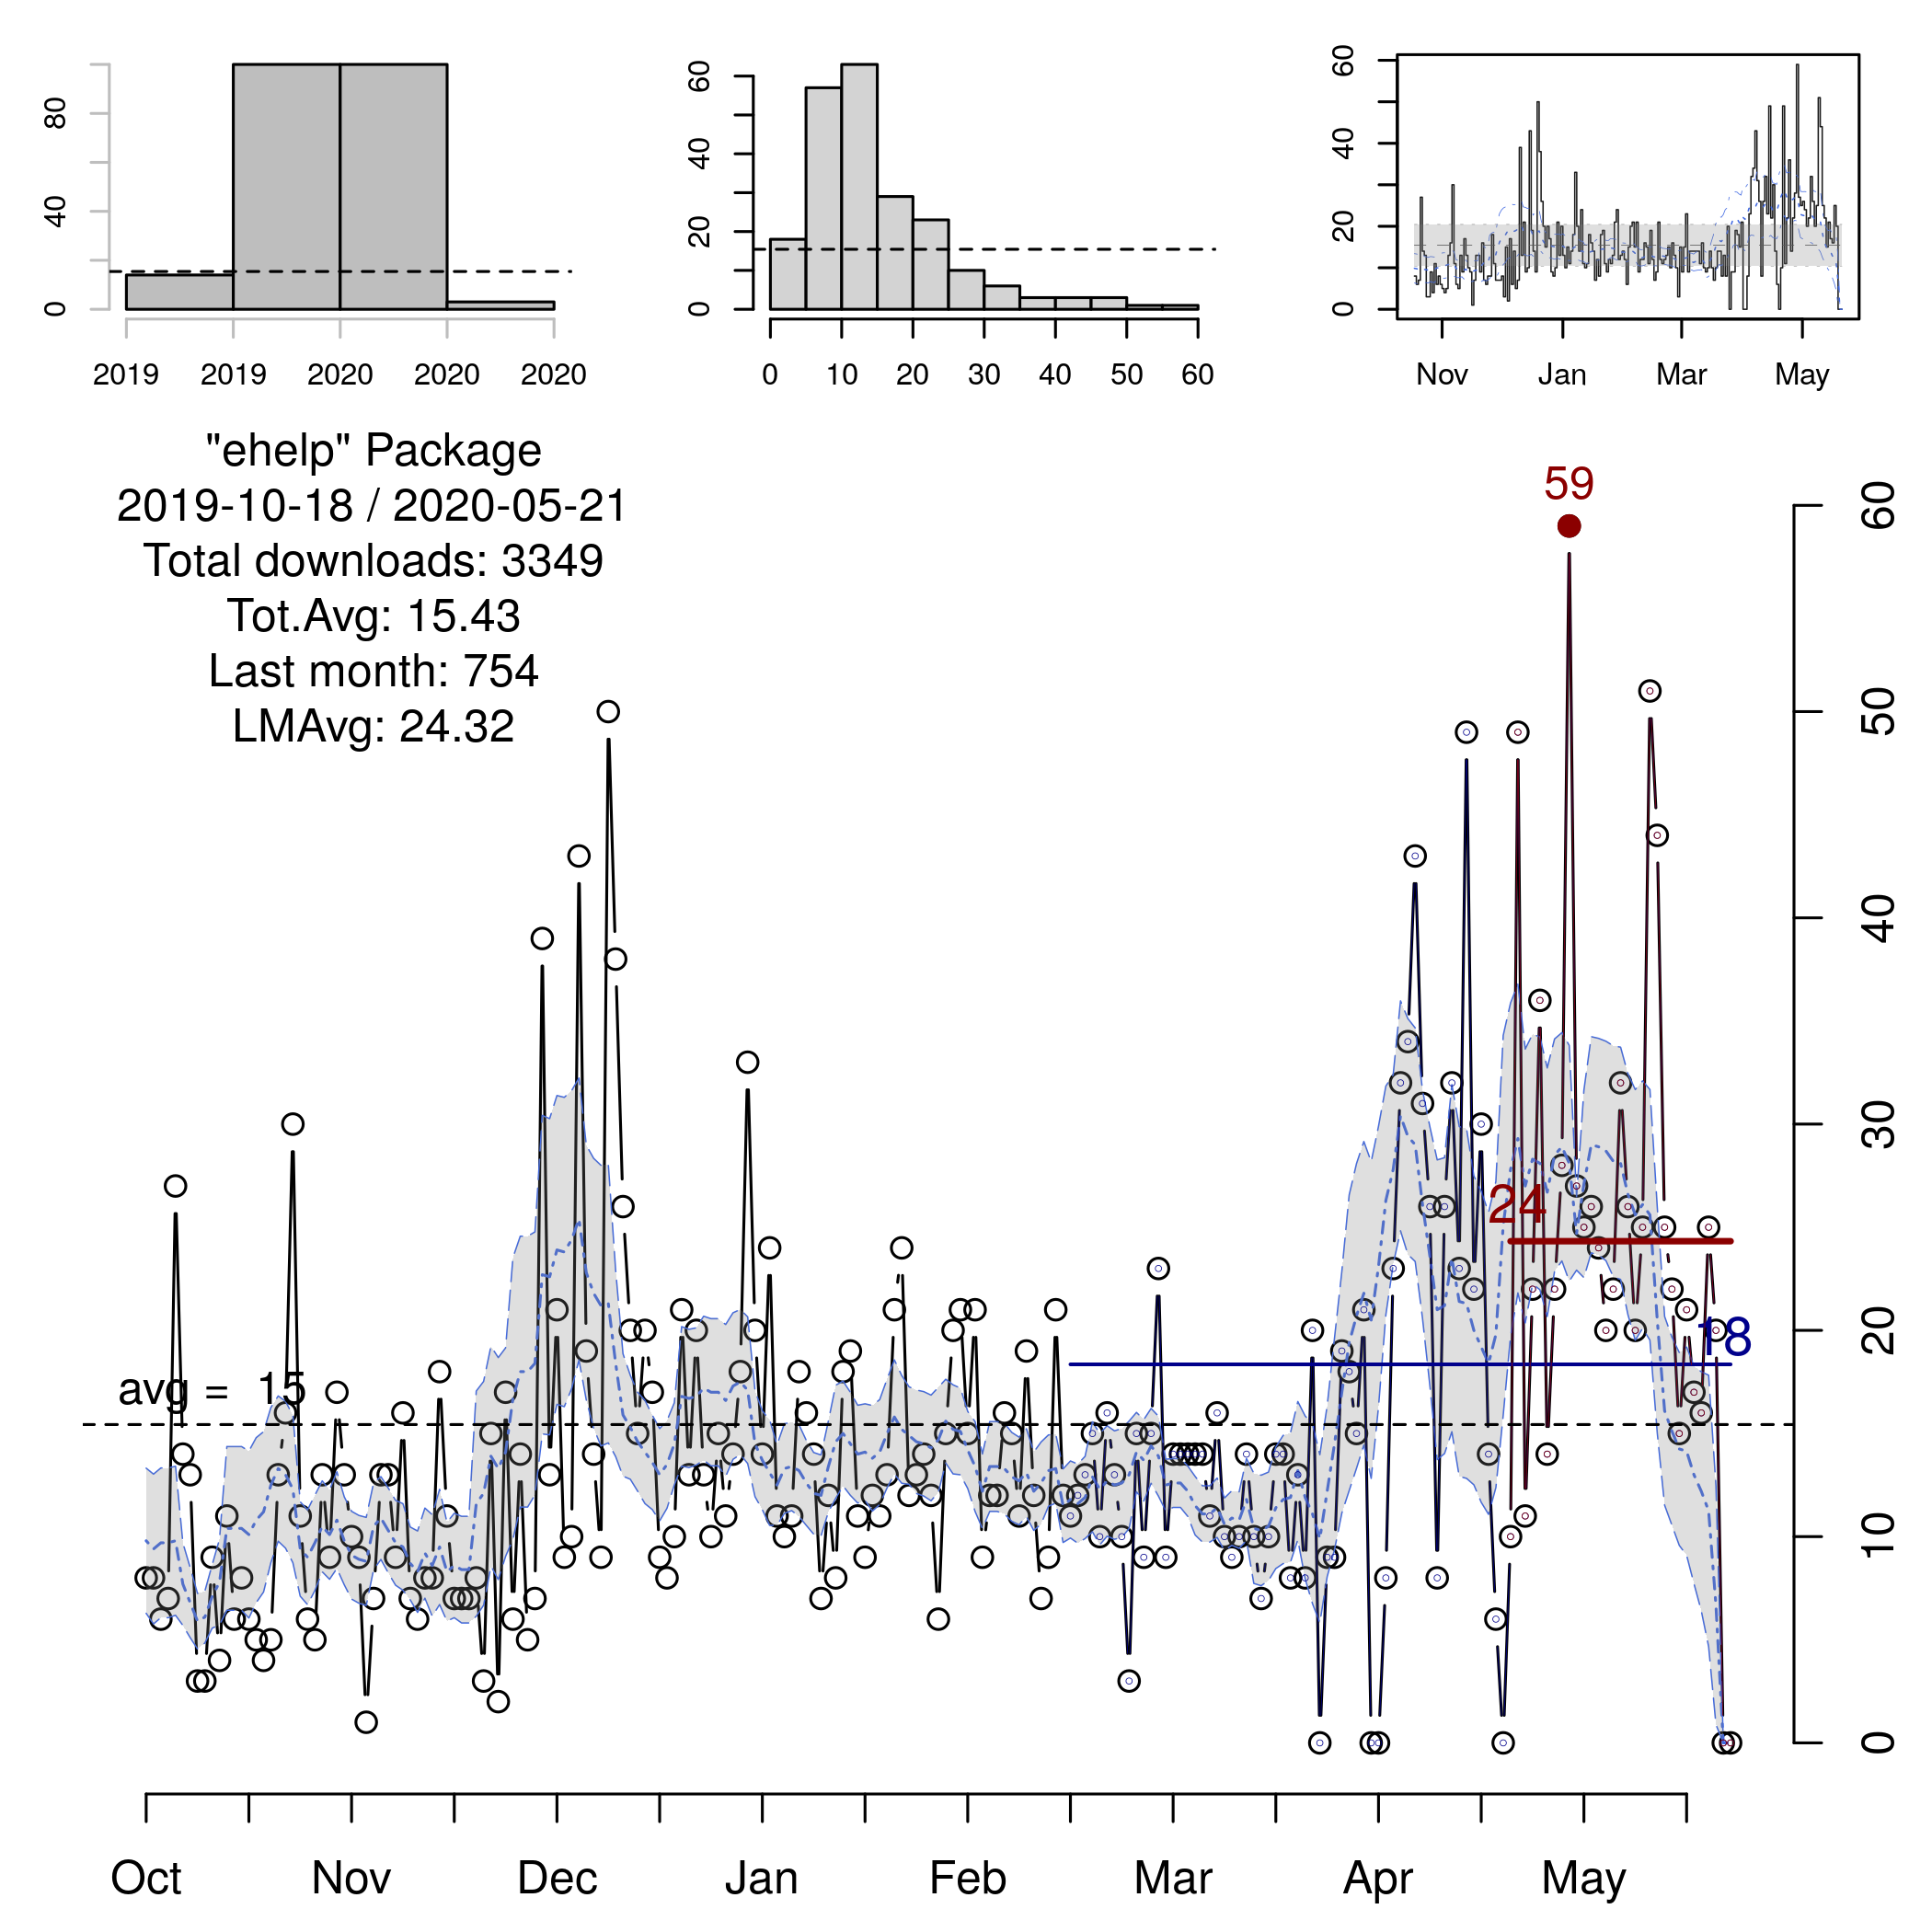 80
40
0
2019 2019 2020 2020 2020
60
40
20
0
0 10 20 30 40 50 60
60
40
20
0
Nov Jan Mar May
"ehelp" Package
2019-10-18 / 2020-05-21
Total downloads: 3349
Tot.Avg: 15.43
Last month: 754
LMAvg: 24.32
59
24
18
avg = 15
60
50
40
30
20
10
0
Oct Nov Dec Jan Feb Mar Apr May